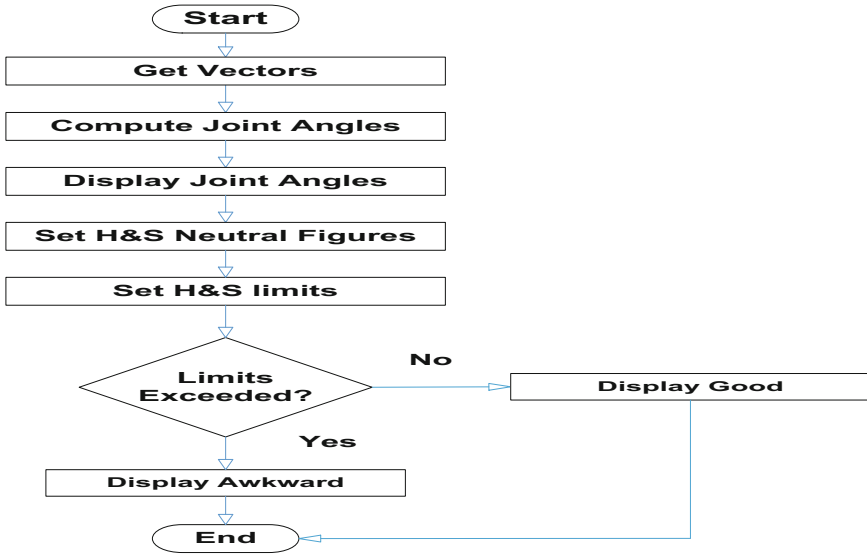 Start
Get Vectors
Compute Joint Angles
Display Joint Angles
Set H&S Neutral Figures
Set H&S limits
Limits
Exceeded?
No
Display Good
Yes
Display Awkward
End